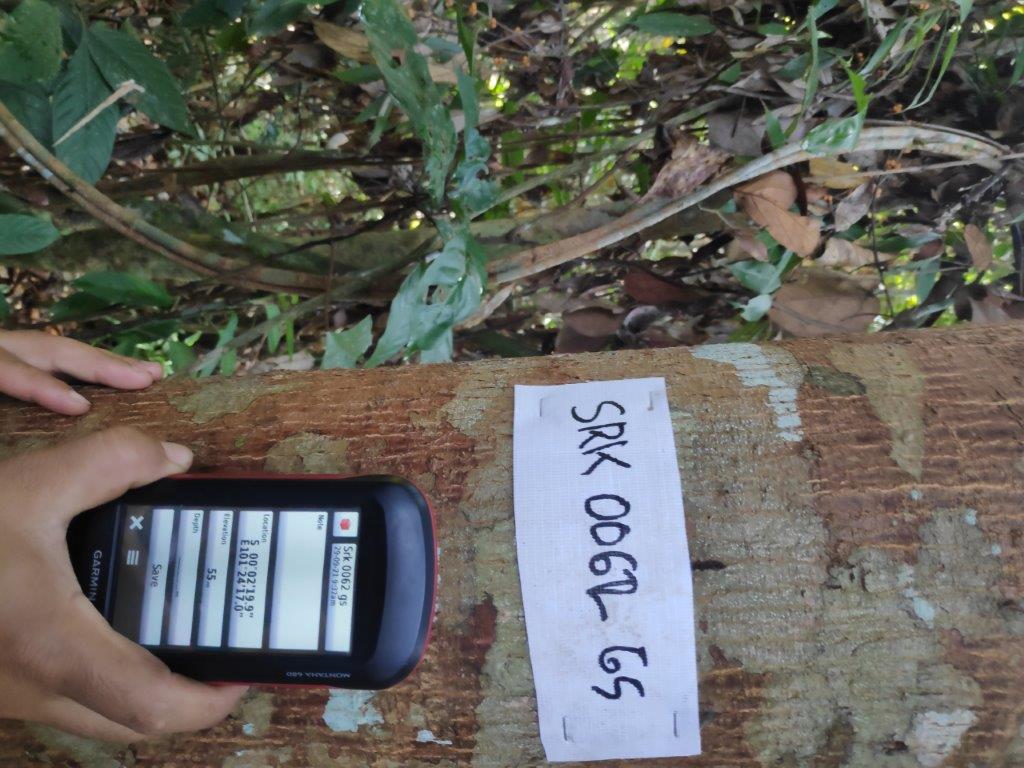 SRK 0062 GS
MONTANA 680
Srk 0062 gs
29-09-21 9:37am
Note
Location
S 00°02'19.9"
E101°24'17.0"
Elevation
55m
Depth
Save
GARMIN